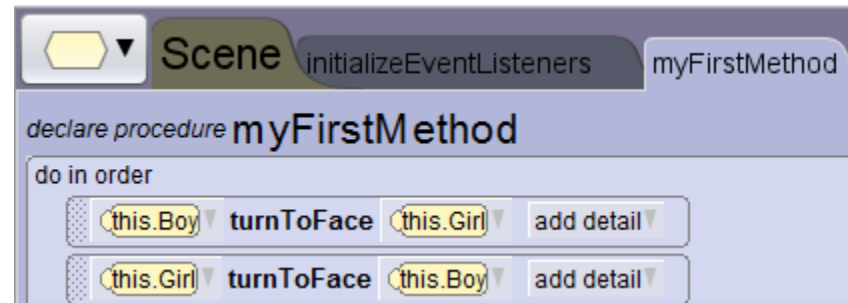 Scene initializeEventListeners myFirstMethod
declare procedure myFirstMethod
do in order
this.Boy turnToFace this.Girl add detail
this.Girl turnToFace this.Boy add detail